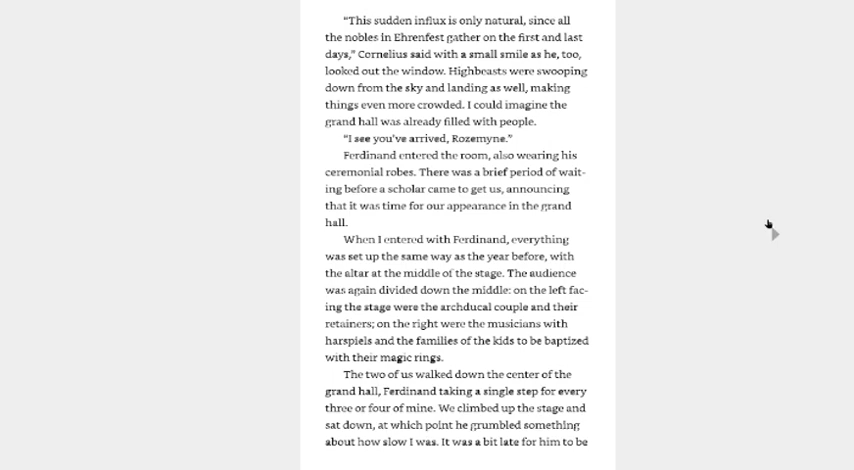 “This sudden influx is only natural, since all
the nobles in Ehrenfest gather on the first and last
days,” Cornelius said with a small smile as he, too,
looked out the window. Highbeasts were swooping
down from the sky and landing as well, making
things even more crowded. I could imagine the
grand hall was already filled with people.
“I see you’ve arrived, Rozemyne.”
Ferdinand entered the room, also wearing his
ceremonial robes. There was a brief period of wait-
ing before a scholar came to get us, announcing
that it was time for our appearance in the grand
hall.
When I entered with Ferdinand, everything
was set up the same way as the year before, with
the altar at the middle of the stage. The audience
was again divided down the middle: on the left fac-
ing the stage were the archducal couple and their
retainers; on the right were the musicians with
harspiels and the families of the kids to be baptized
with their magic rings.
The two of us walked down the center of the
grand hall, Ferdinand taking a single step for every
three or four of mine. We climbed up the stage and
sat down, at which point he grumbled something
about how slow I was. It was a bit late for him to be